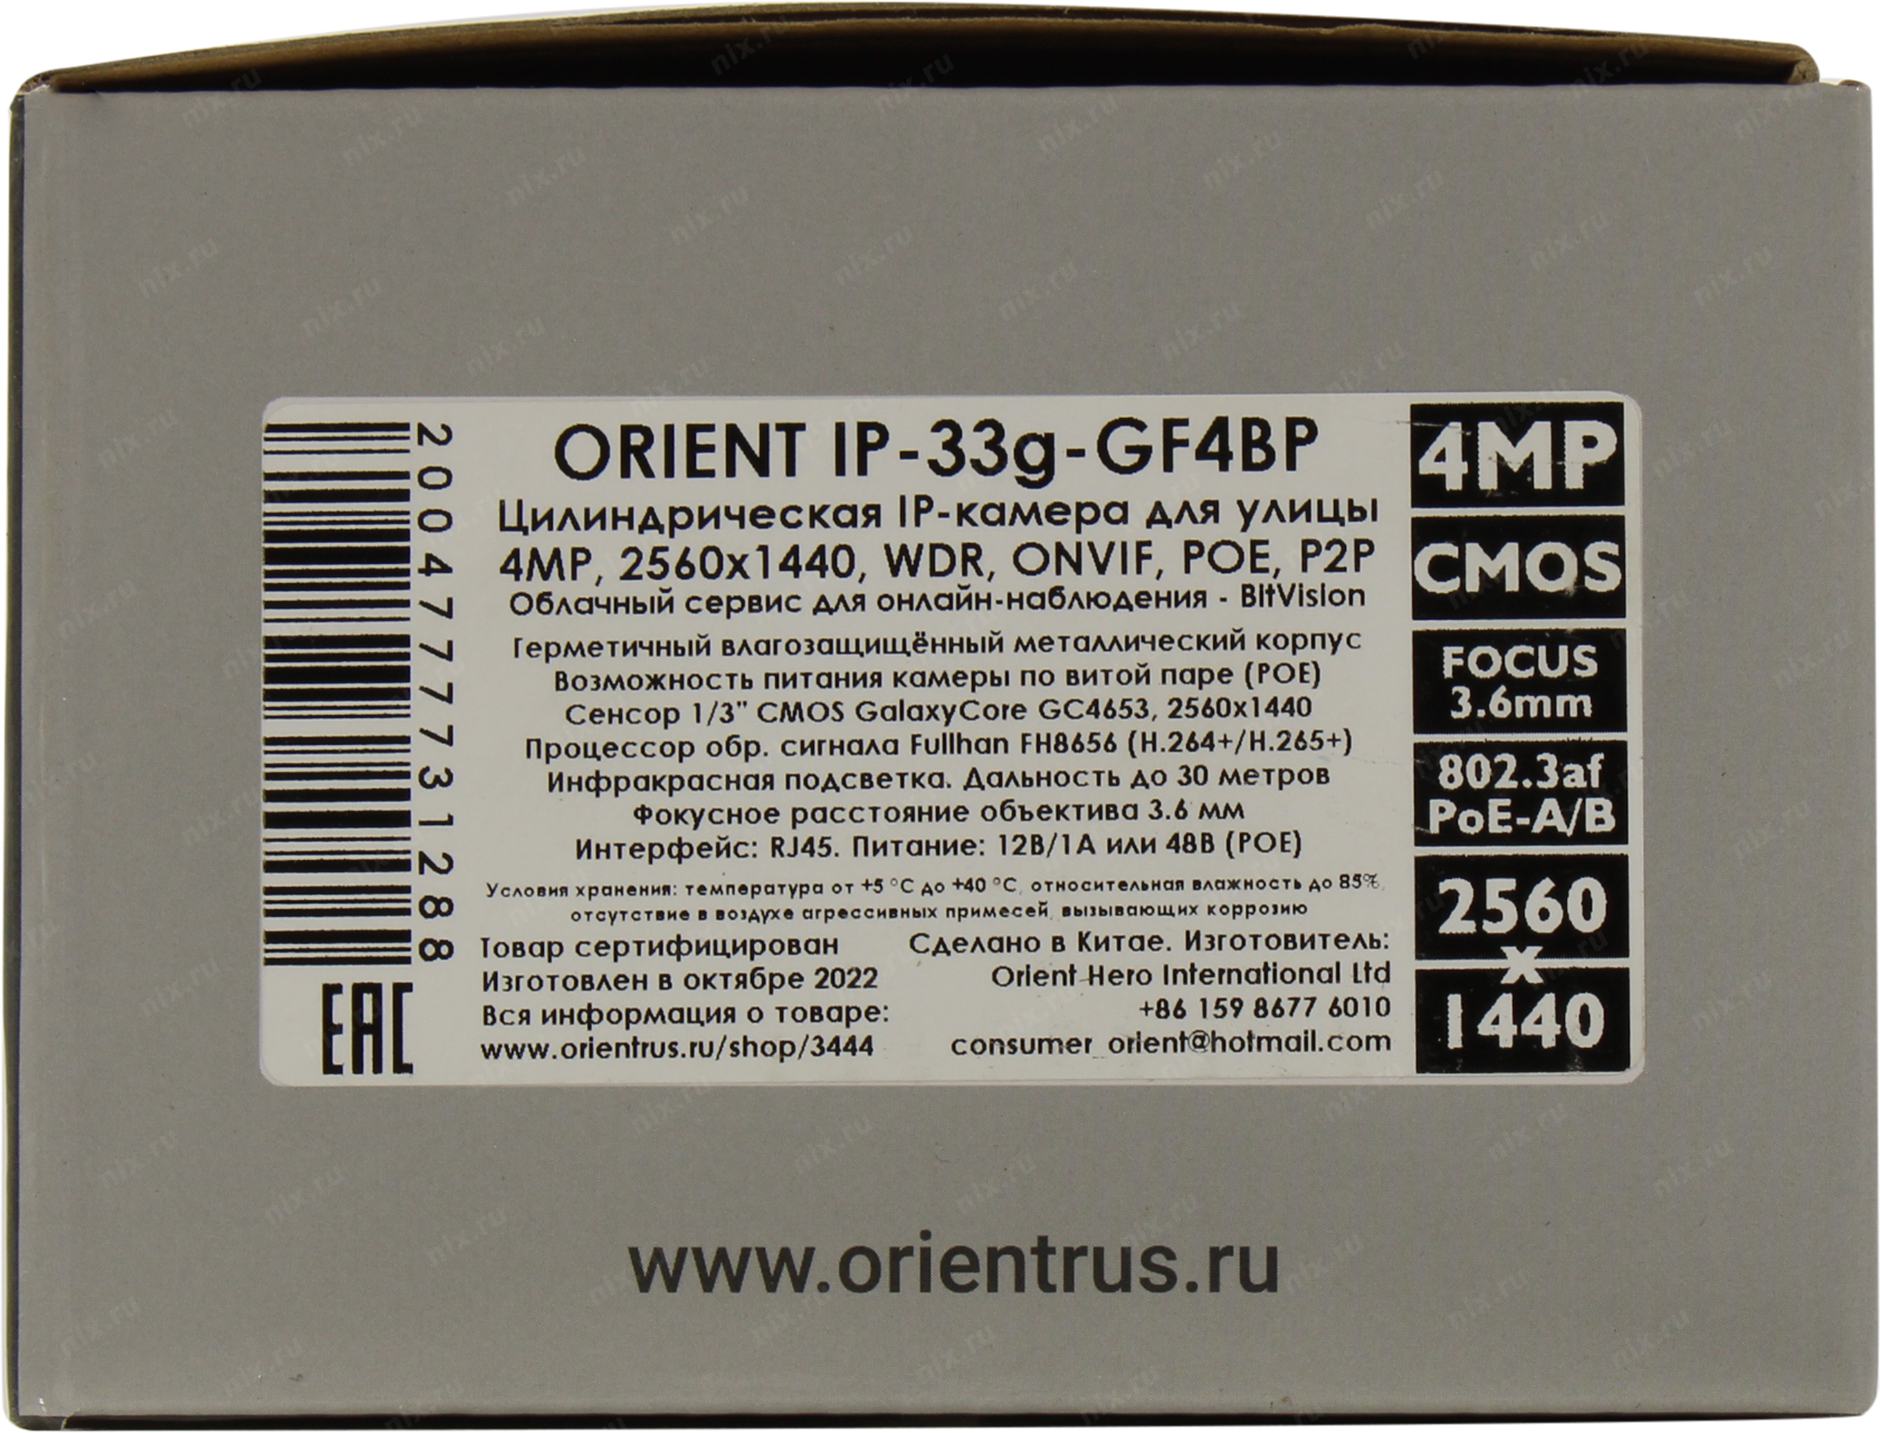 ORIENT IP-33g-GF4BP
Цилиндрическая IP-камера для улицы
4MP, 2560x1440, WDR, ONVIF, POE, P2P
Облачный сервис для онлайн-наблюдения - BitVision
Герметичный влагозащищённый металлический корпус
Возможность питания камеры по витой паре (POE)
Сенсор 1/3" CMOS GalaxyCore GC4653, 2560x1440
Процессор обр. сигнала Fullhan FH8656 (H.264+/H.265+)
Инфракрасная подсветка. Дальность до 30 метров
Фокусное расстояние объектива 3.6 мм
Интерфейс: RJ45. Питание: 12В/1А или 48В (POE)
Условия хранения: температура от +5 °C до +40 °C, относительная влажность до 85%,
отсутствие в воздухе агрессивных примесей, вызывающих коррозию
Товар сертифицирован
Изготовлен в октябре 2022
Вся информация о товаре:
www.orientrus.ru/shop/3444
Сделано в Китае. Изготовитель:
Orient Hero International Ltd
+86 159 8677 6010
consumer_orient@hotmail.com
2004777731288
EAC
4MP
CMOS
FOCUS
3.6mm
802.3af
PoE-A/B
2560
x
1440
www.orientrus.ru
nix.ru